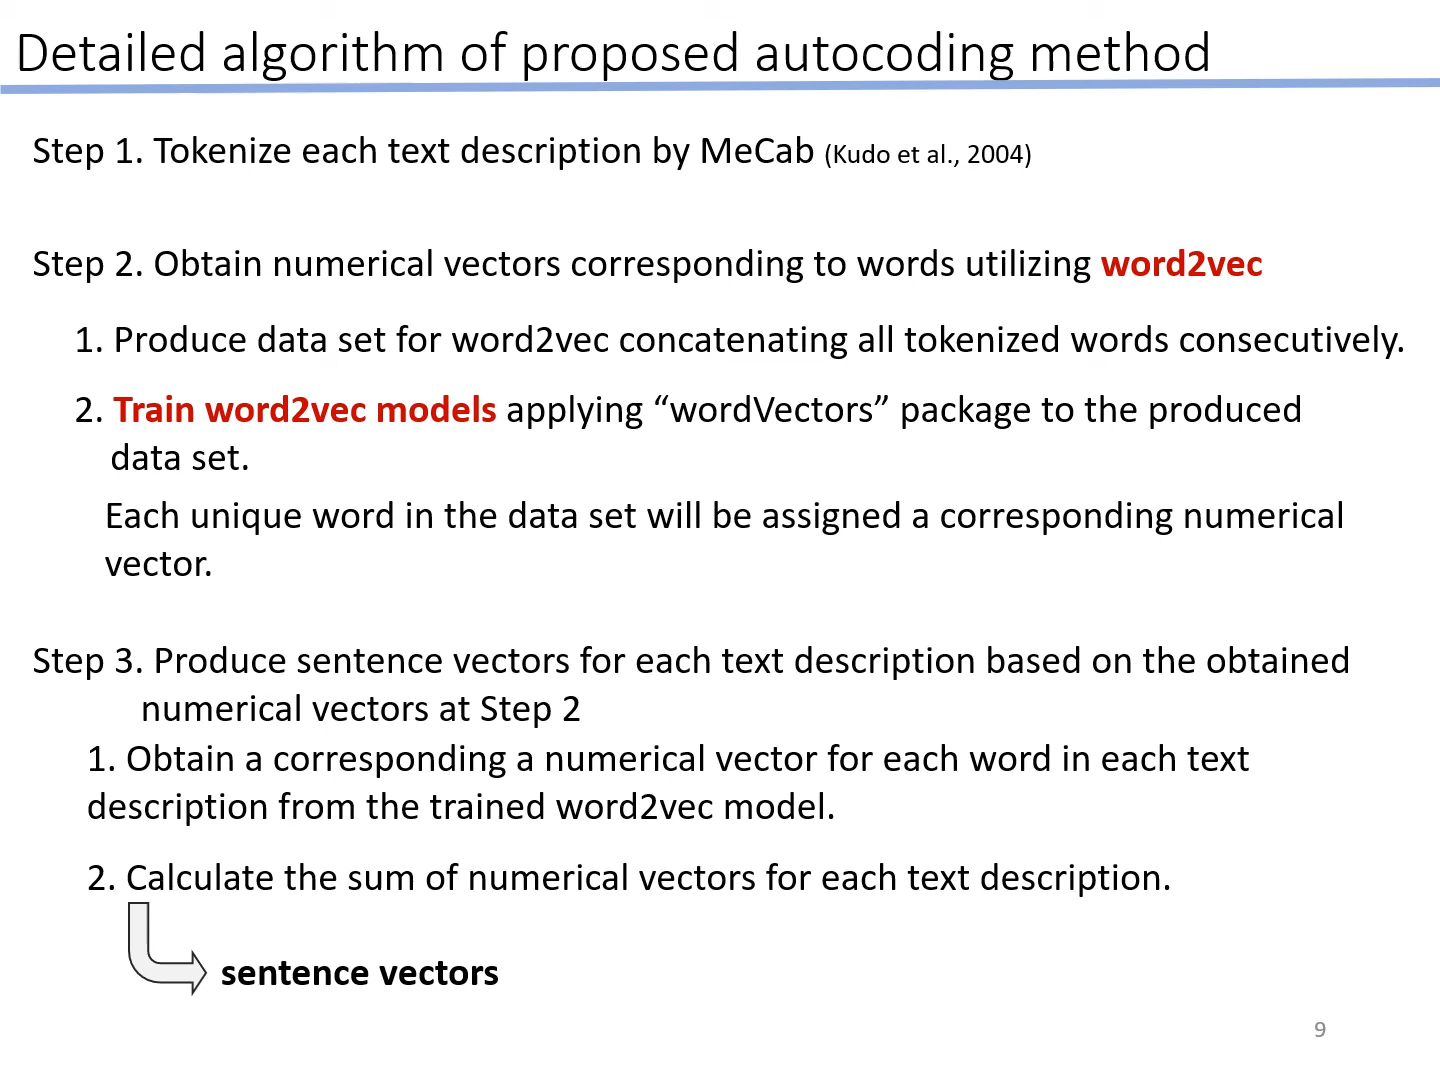 Detailed algorithm of proposed autocoding method
Step 1. Tokenize each text description by MeCab (Kudo et al., 2004)
Step 2. Obtain numerical vectors corresponding to words utilizing word2vec
1. Produce data set for word2vec concatenating all tokenized words consecutively.
2. Train word2vec models applying “wordVectors” package to the produced
data set.
Each unique word in the data set will be assigned a corresponding numerical
vector.
Step 3. Produce sentence vectors for each text description based on the obtained
numerical vectors at Step 2
1. Obtain a corresponding a numerical vector for each word in each text
description from the trained word2vec model.
2. Calculate the sum of numerical vectors for each text description.
sentence vectors
9